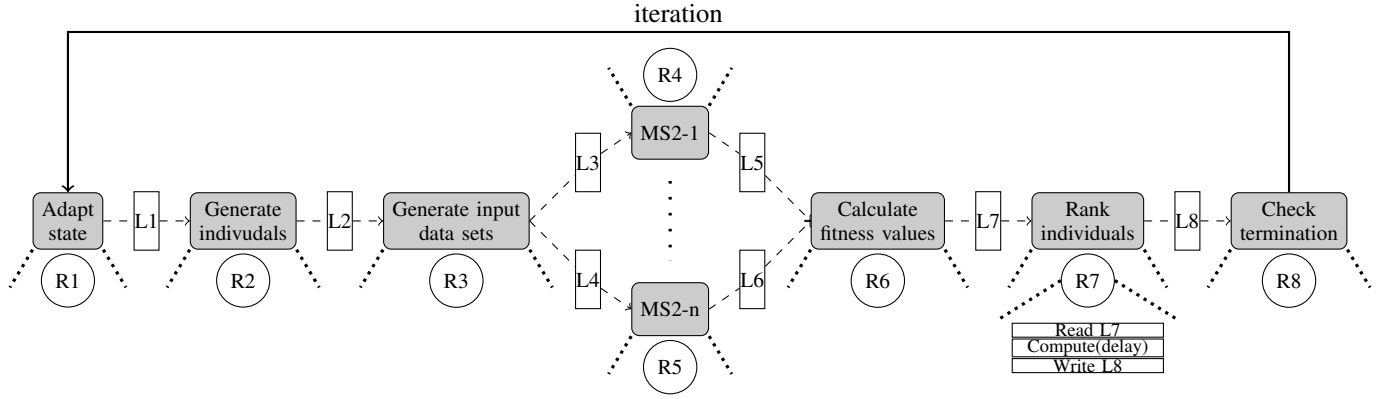 iteration
R4
MS2-1
L3
L5
Adapt
state
L1
Generate
indivudals
L2
Generate input
data sets
Calculate
fitness values
L7
Rank
individuals
L8
Check
termination
R1
R2
R3
L4
MS2-n
L6
R6
R7
R8
R5
Read L7
Compute(delay)
Write L8